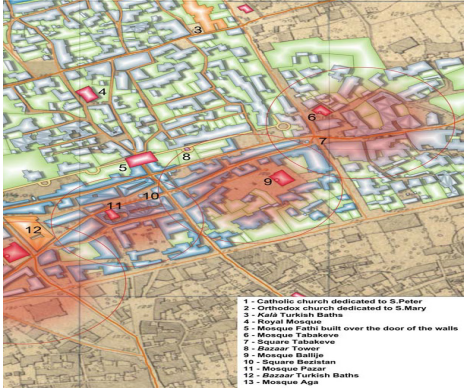 3
4
6
7
8
5
9
10
11
12
1 - Catholic church dedicated to S.Peter
2 - Orthodox church dedicated to S.Mary
3 - Kalà Turkish Baths
4 - Royal Mosque
5 - Mosque Fathi built over the door of the walls
6 - Mosque Tabakeve
7 - Square Tabakeve
8 - Bazaar Tower
9 - Mosque Ballije
10 - Square Bezistan
11 - Mosque Pazar
12 - Bazaar Turkish Baths
13 - Mosque Aga